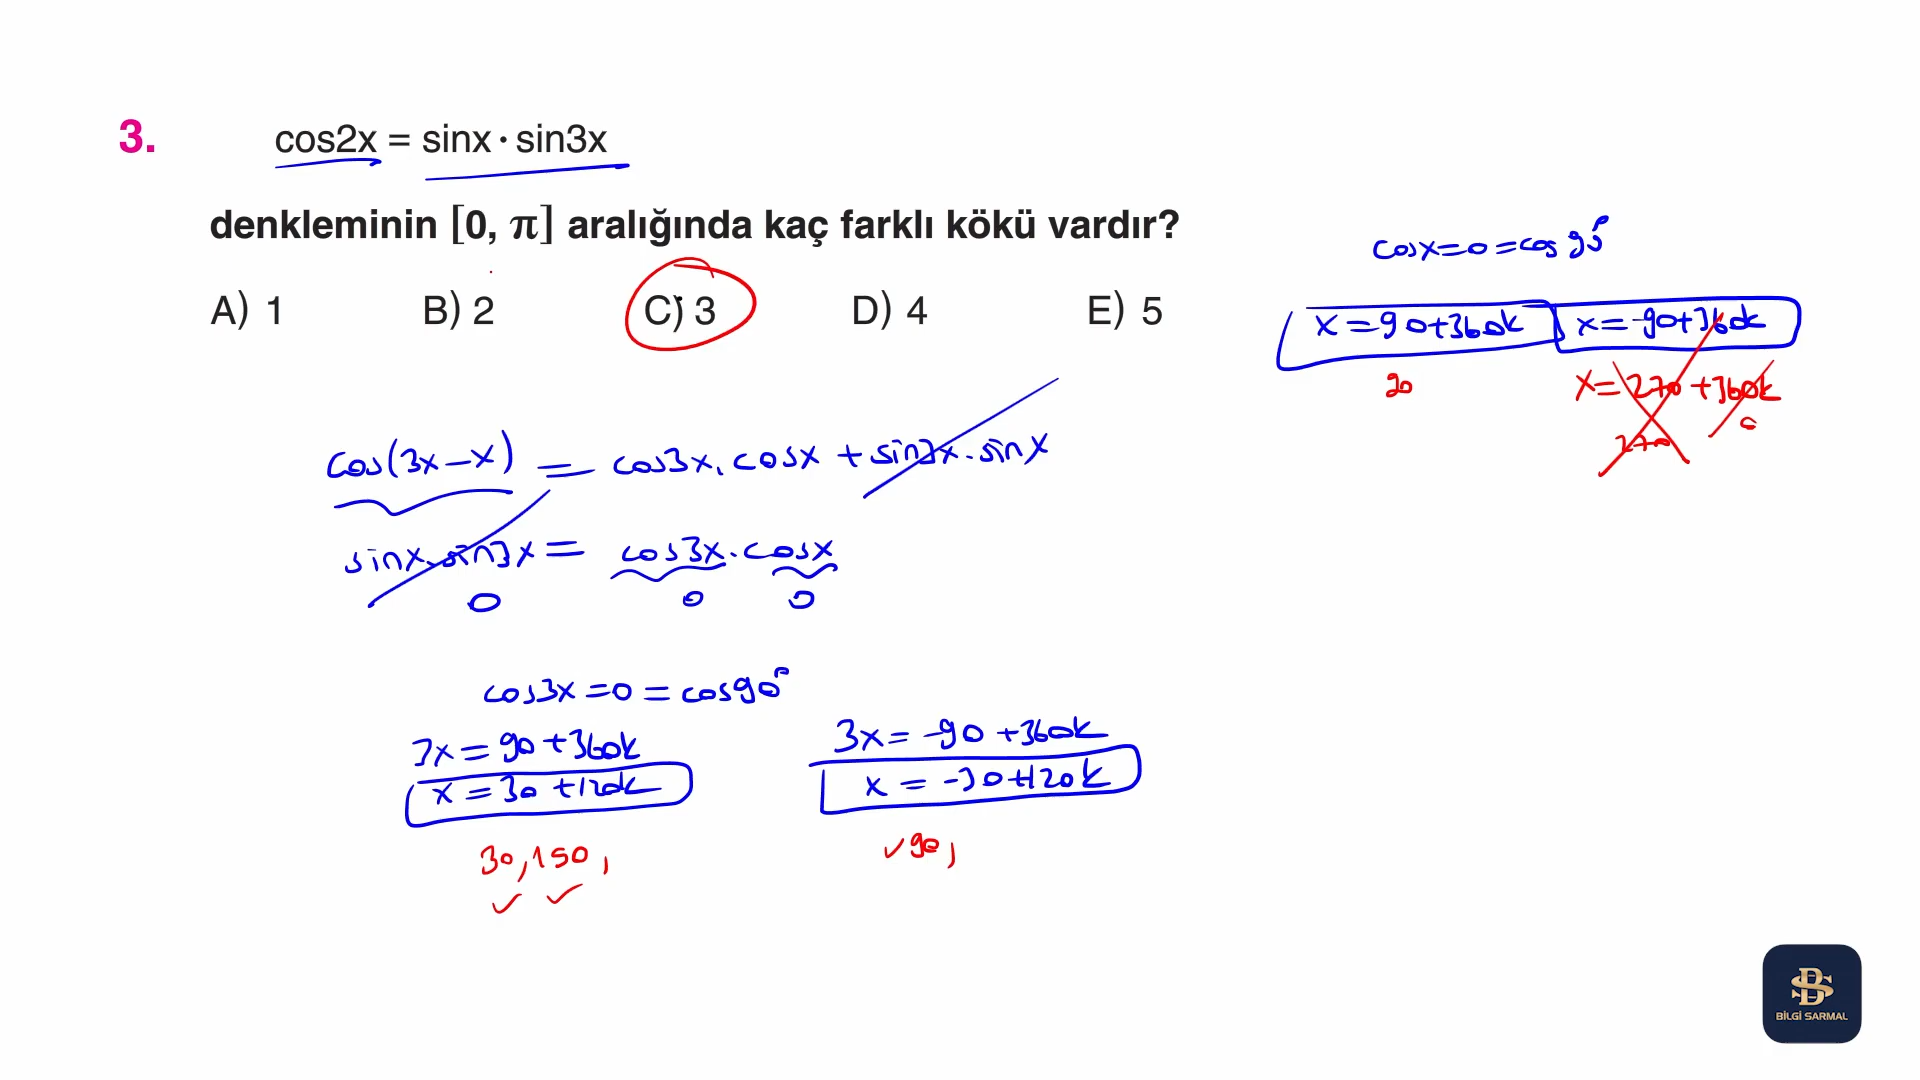 3. cos2x = sinx · sin3x
denkleminin [0, π] aralığında kaç farklı kökü vardır?
A) 1 B) 2 C) 3 D) 4 E) 5
cosx=0=cos90°
x=90+360k x=-90+360k
90 x=270+360k
0
270
cos(3x-x) = cos3x.cosx + sin3x.sinx
sinx.sin3x = cos3x.cosx
0 0 0
cos3x=0=cos90°
3x=90+360k 3x=-90+360k
x=30+120k x=-30+120k
30,150, 90,
BS
BİLGİ SARMAL